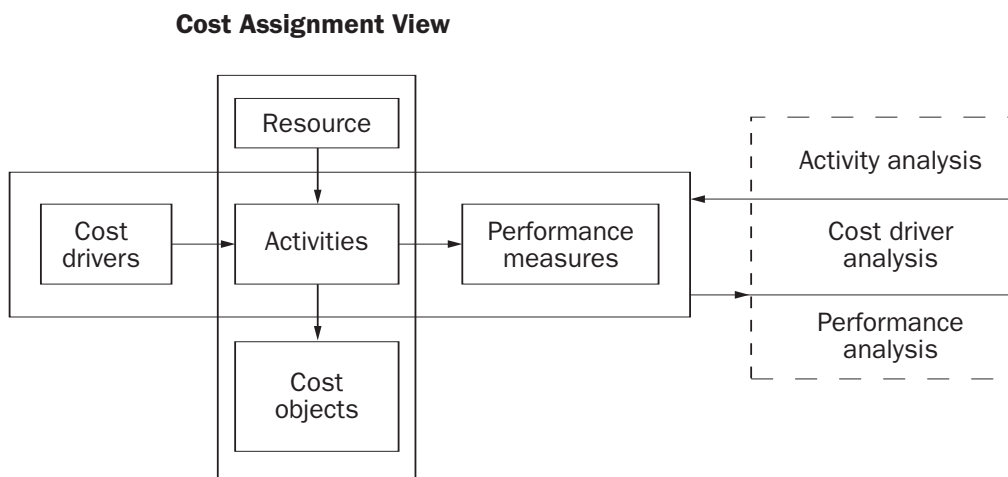 Cost Assignment View
Resource
Activity analysis
Cost
drivers
Activities
Performance
measures
Cost driver
analysis
Performance
analysis
Cost
objects